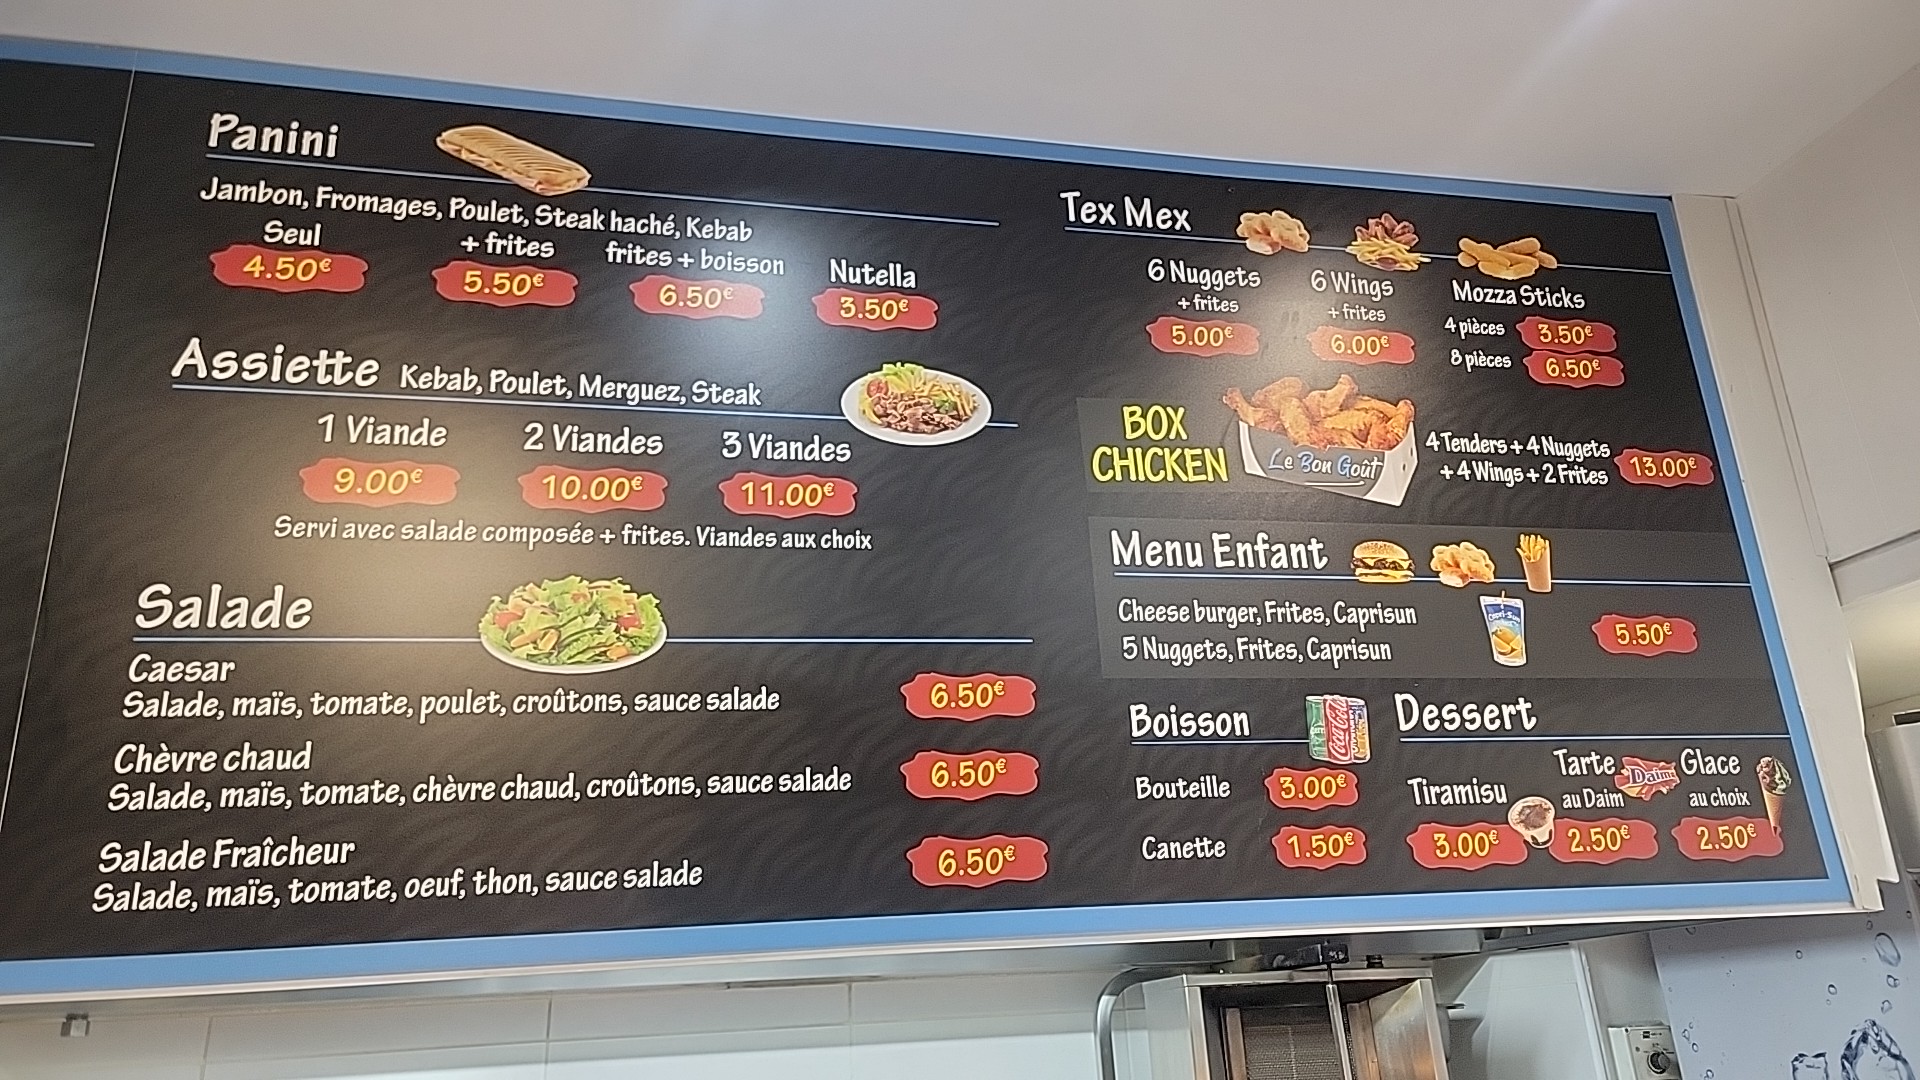 Panini
Jambon, Fromages, Poulet, Steak haché, Kebab
Seul
4.50€
+ frites
5.50€
frites + boisson
6.50€
Nutella
3.50€
Assiette Kebab, Poulet, Merguez, Steak
1 Viande
9.00€
2 Viandes
10.00€
3 Viandes
11.00€
Servi avec salade composée + frites. Viandes aux choix
Salade
Caesar
Salade, maïs, tomate, poulet, croûtons, sauce salade
6.50€
Chèvre chaud
Salade, maïs, tomate, chèvre chaud, croûtons, sauce salade
6.50€
Salade Fraîcheur
Salade, maïs, tomate, oeuf, thon, sauce salade
6.50€
Tex Mex
6 Nuggets
+ frites
5.00€
6 Wings
+ frites
6.00€
Mozza Sticks
4 pièces 3.50€
8 pièces 6.50€
BOX
CHICKEN
Le Bon Goût
4 Tenders + 4 Nuggets
+ 4 Wings + 2 Frites
13.00€
Menu Enfant
Cheese burger, Frites, Caprisun
5 Nuggets, Frites, Caprisun
Capri-Sun
5.50€
Boisson
Coca-Cola
Bouteille 3.00€
Canette 1.50€
Dessert
Tiramisu
3.00€
Tarte
au Daim
Daim
2.50€
Glace
au choix
2.50€